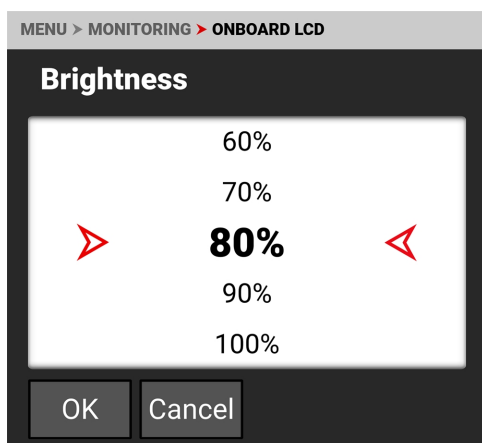 MENU > MONITORING > ONBOARD LCD
Brightness
60%
70%
80%
90%
100%
OK Cancel